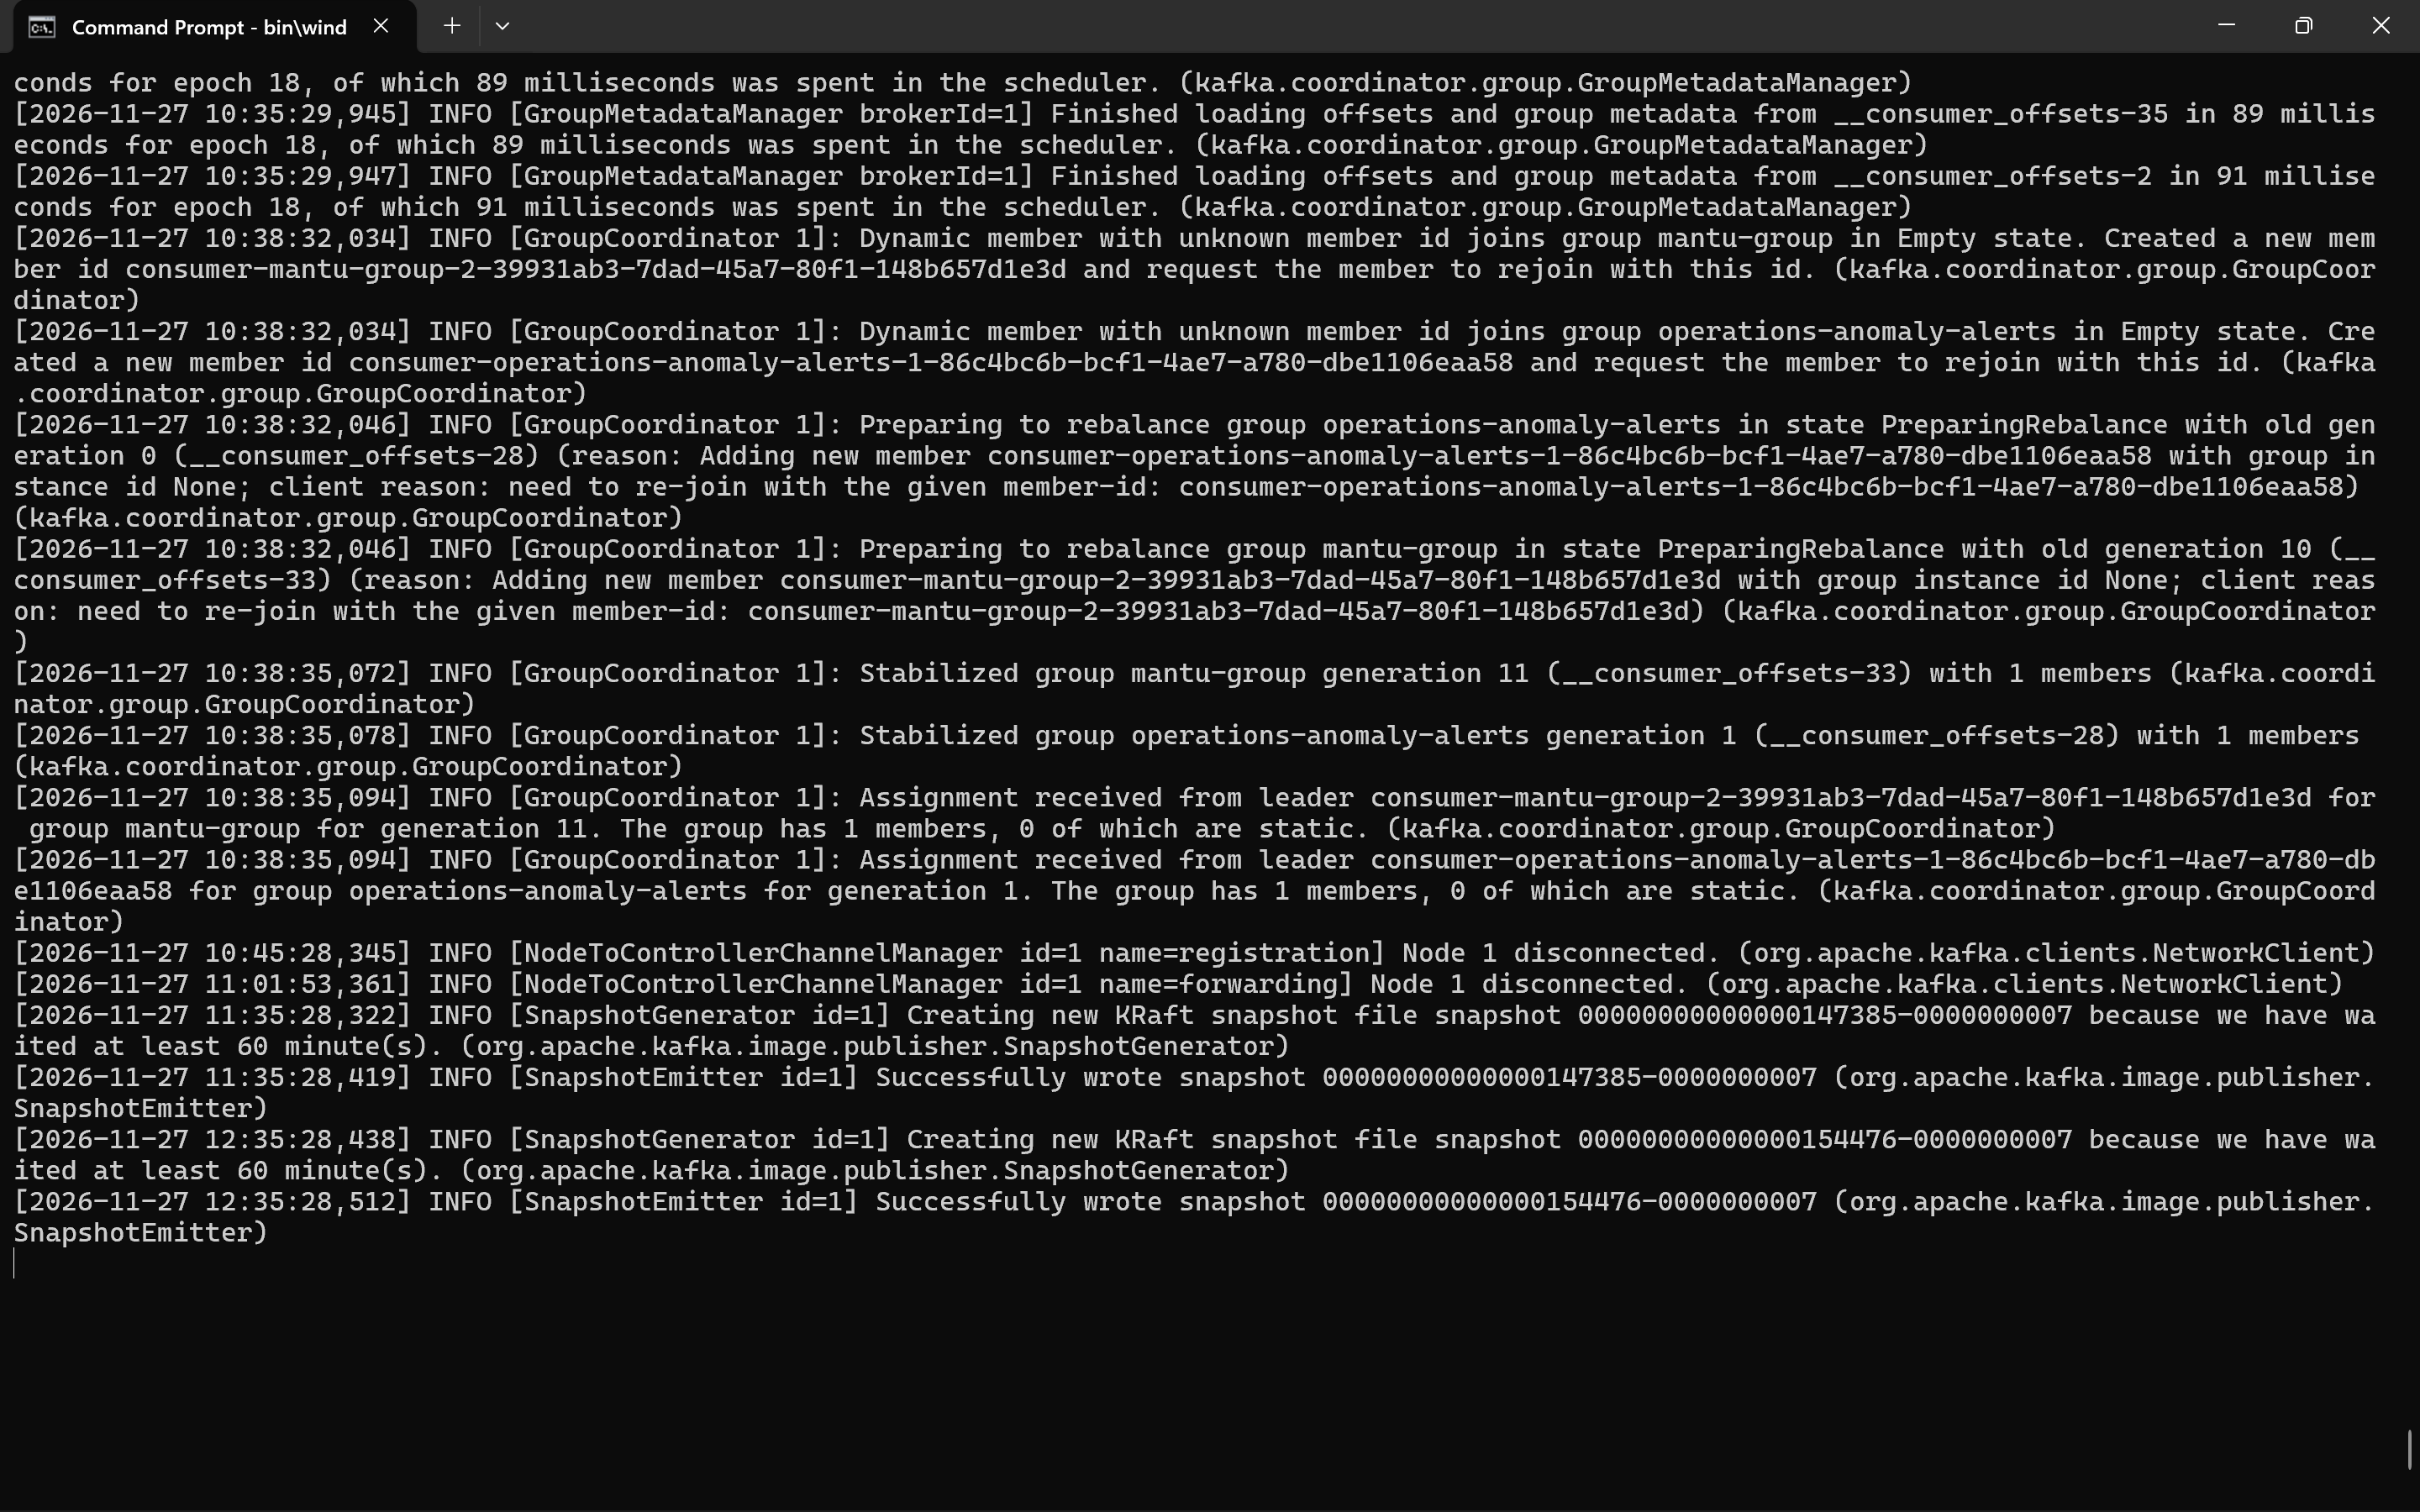 Command Prompt - bin\wind
conds for epoch 18, of which 89 milliseconds was spent in the scheduler. (kafka.coordinator.group.GroupMetadataManager)
[2026-11-27 10:35:29,945] INFO [GroupMetadataManager brokerId=1] Finished loading offsets and group metadata from __consumer_offsets-35 in 89 millis
econds for epoch 18, of which 89 milliseconds was spent in the scheduler. (kafka.coordinator.group.GroupMetadataManager)
[2026-11-27 10:35:29,947] INFO [GroupMetadataManager brokerId=1] Finished loading offsets and group metadata from __consumer_offsets-2 in 91 millise
conds for epoch 18, of which 91 milliseconds was spent in the scheduler. (kafka.coordinator.group.GroupMetadataManager)
[2026-11-27 10:38:32,034] INFO [GroupCoordinator 1]: Dynamic member with unknown member id joins group mantu-group in Empty state. Created a new mem
ber id consumer-mantu-group-2-39931ab3-7dad-45a7-80f1-148b657d1e3d and request the member to rejoin with this id. (kafka.coordinator.group.GroupCoor
dinator)
[2026-11-27 10:38:32,034] INFO [GroupCoordinator 1]: Dynamic member with unknown member id joins group operations-anomaly-alerts in Empty state. Cre
ated a new member id consumer-operations-anomaly-alerts-1-86c4bc6b-bcf1-4ae7-a780-dbe1106eaa58 and request the member to rejoin with this id. (kafka
.coordinator.group.GroupCoordinator)
[2026-11-27 10:38:32,046] INFO [GroupCoordinator 1]: Preparing to rebalance group operations-anomaly-alerts in state PreparingRebalance with old gen
eration 0 (__consumer_offsets-28) (reason: Adding new member consumer-operations-anomaly-alerts-1-86c4bc6b-bcf1-4ae7-a780-dbe1106eaa58 with group in
stance id None; client reason: need to re-join with the given member-id: consumer-operations-anomaly-alerts-1-86c4bc6b-bcf1-4ae7-a780-dbe1106eaa58)
(kafka.coordinator.group.GroupCoordinator)
[2026-11-27 10:38:32,046] INFO [GroupCoordinator 1]: Preparing to rebalance group mantu-group in state PreparingRebalance with old generation 10 (__
consumer_offsets-33) (reason: Adding new member consumer-mantu-group-2-39931ab3-7dad-45a7-80f1-148b657d1e3d with group instance id None; client reas
on: need to re-join with the given member-id: consumer-mantu-group-2-39931ab3-7dad-45a7-80f1-148b657d1e3d) (kafka.coordinator.group.GroupCoordinator
)
[2026-11-27 10:38:35,072] INFO [GroupCoordinator 1]: Stabilized group mantu-group generation 11 (__consumer_offsets-33) with 1 members (kafka.coordi
nator.group.GroupCoordinator)
[2026-11-27 10:38:35,078] INFO [GroupCoordinator 1]: Stabilized group operations-anomaly-alerts generation 1 (__consumer_offsets-28) with 1 members
(kafka.coordinator.group.GroupCoordinator)
[2026-11-27 10:38:35,094] INFO [GroupCoordinator 1]: Assignment received from leader consumer-mantu-group-2-39931ab3-7dad-45a7-80f1-148b657d1e3d for
 group mantu-group for generation 11. The group has 1 members, 0 of which are static. (kafka.coordinator.group.GroupCoordinator)
[2026-11-27 10:38:35,094] INFO [GroupCoordinator 1]: Assignment received from leader consumer-operations-anomaly-alerts-1-86c4bc6b-bcf1-4ae7-a780-db
e1106eaa58 for group operations-anomaly-alerts for generation 1. The group has 1 members, 0 of which are static. (kafka.coordinator.group.GroupCoord
inator)
[2026-11-27 10:45:28,345] INFO [NodeToControllerChannelManager id=1 name=registration] Node 1 disconnected. (org.apache.kafka.clients.NetworkClient)
[2026-11-27 11:01:53,361] INFO [NodeToControllerChannelManager id=1 name=forwarding] Node 1 disconnected. (org.apache.kafka.clients.NetworkClient)
[2026-11-27 11:35:28,322] INFO [SnapshotGenerator id=1] Creating new KRaft snapshot file snapshot 00000000000000147385-0000000007 because we have wa
ited at least 60 minute(s). (org.apache.kafka.image.publisher.SnapshotGenerator)
[2026-11-27 11:35:28,419] INFO [SnapshotEmitter id=1] Successfully wrote snapshot 00000000000000147385-0000000007 (org.apache.kafka.image.publisher.
SnapshotEmitter)
[2026-11-27 12:35:28,438] INFO [SnapshotGenerator id=1] Creating new KRaft snapshot file snapshot 00000000000000154476-0000000007 because we have wa
ited at least 60 minute(s). (org.apache.kafka.image.publisher.SnapshotGenerator)
[2026-11-27 12:35:28,512] INFO [SnapshotEmitter id=1] Successfully wrote snapshot 00000000000000154476-0000000007 (org.apache.kafka.image.publisher.
SnapshotEmitter)